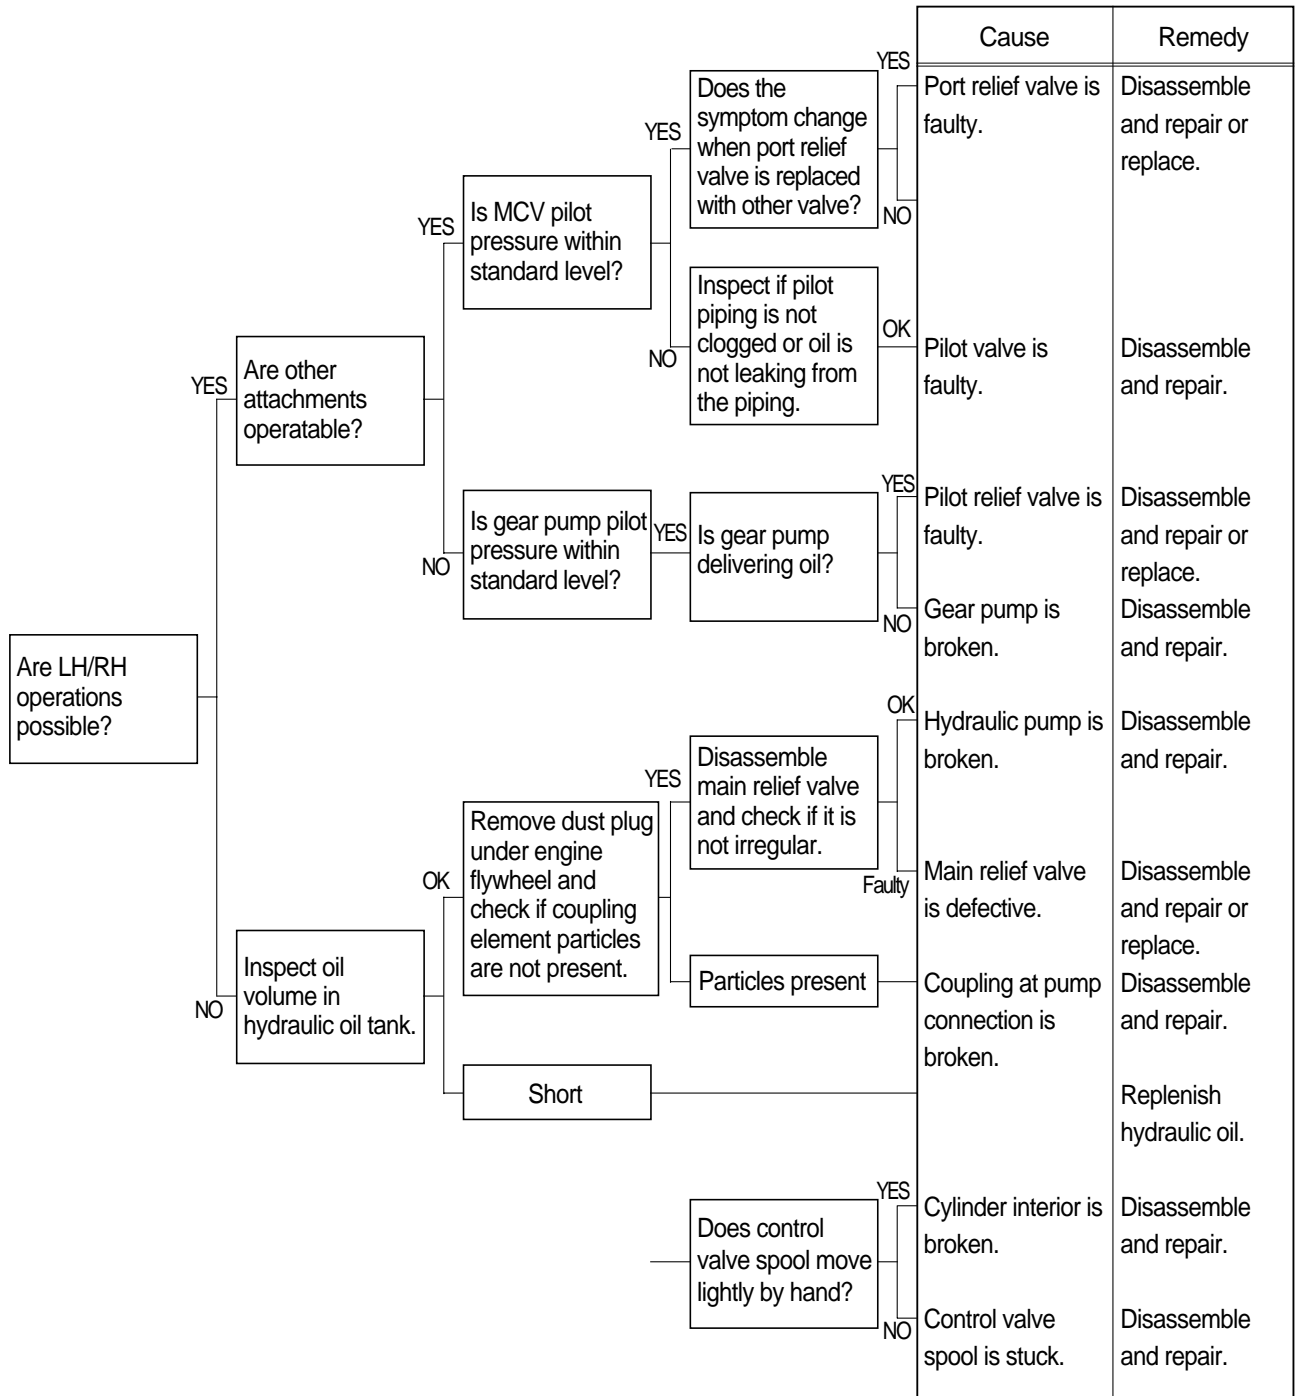 Cause
Remedy
YES
Does the
symptom change
when port relief
valve is replaced
with other valve?
YES
NO
Port relief valve is
faulty.
Disassemble
and repair or
replace.
Is MCV pilot
pressure within
standard level?
YES
Inspect if pilot
piping is not
clogged or oil is
not leaking from
the piping.
NO
OK
Pilot valve is
faulty.
Disassemble
and repair.
Are other
attachments
operatable?
YES
Is gear pump pilot
pressure within
standard level?
NO
YES
Is gear pump
delivering oil?
YES
Pilot relief valve is
faulty.
Disassemble
and repair or
replace.
NO
Gear pump is
broken.
Disassemble
and repair.
Are LH/RH
operations
possible?
OK
Hydraulic pump is
broken.
Disassemble
and repair.
YES
Disassemble
main relief valve
and check if it is
not irregular.
Faulty
Main relief valve
is defective.
Disassemble
and repair or
replace.
OK
Remove dust plug
under engine
flywheel and
check if coupling
element particles
are not present.
Particles present
Coupling at pump
connection is
broken.
Disassemble
and repair.
NO
Inspect oil
volume in
hydraulic oil tank.
Short
Replenish
hydraulic oil.
Does control
valve spool move
lightly by hand?
YES
Cylinder interior is
broken.
Disassemble
and repair.
NO
Control valve
spool is stuck.
Disassemble
and repair.